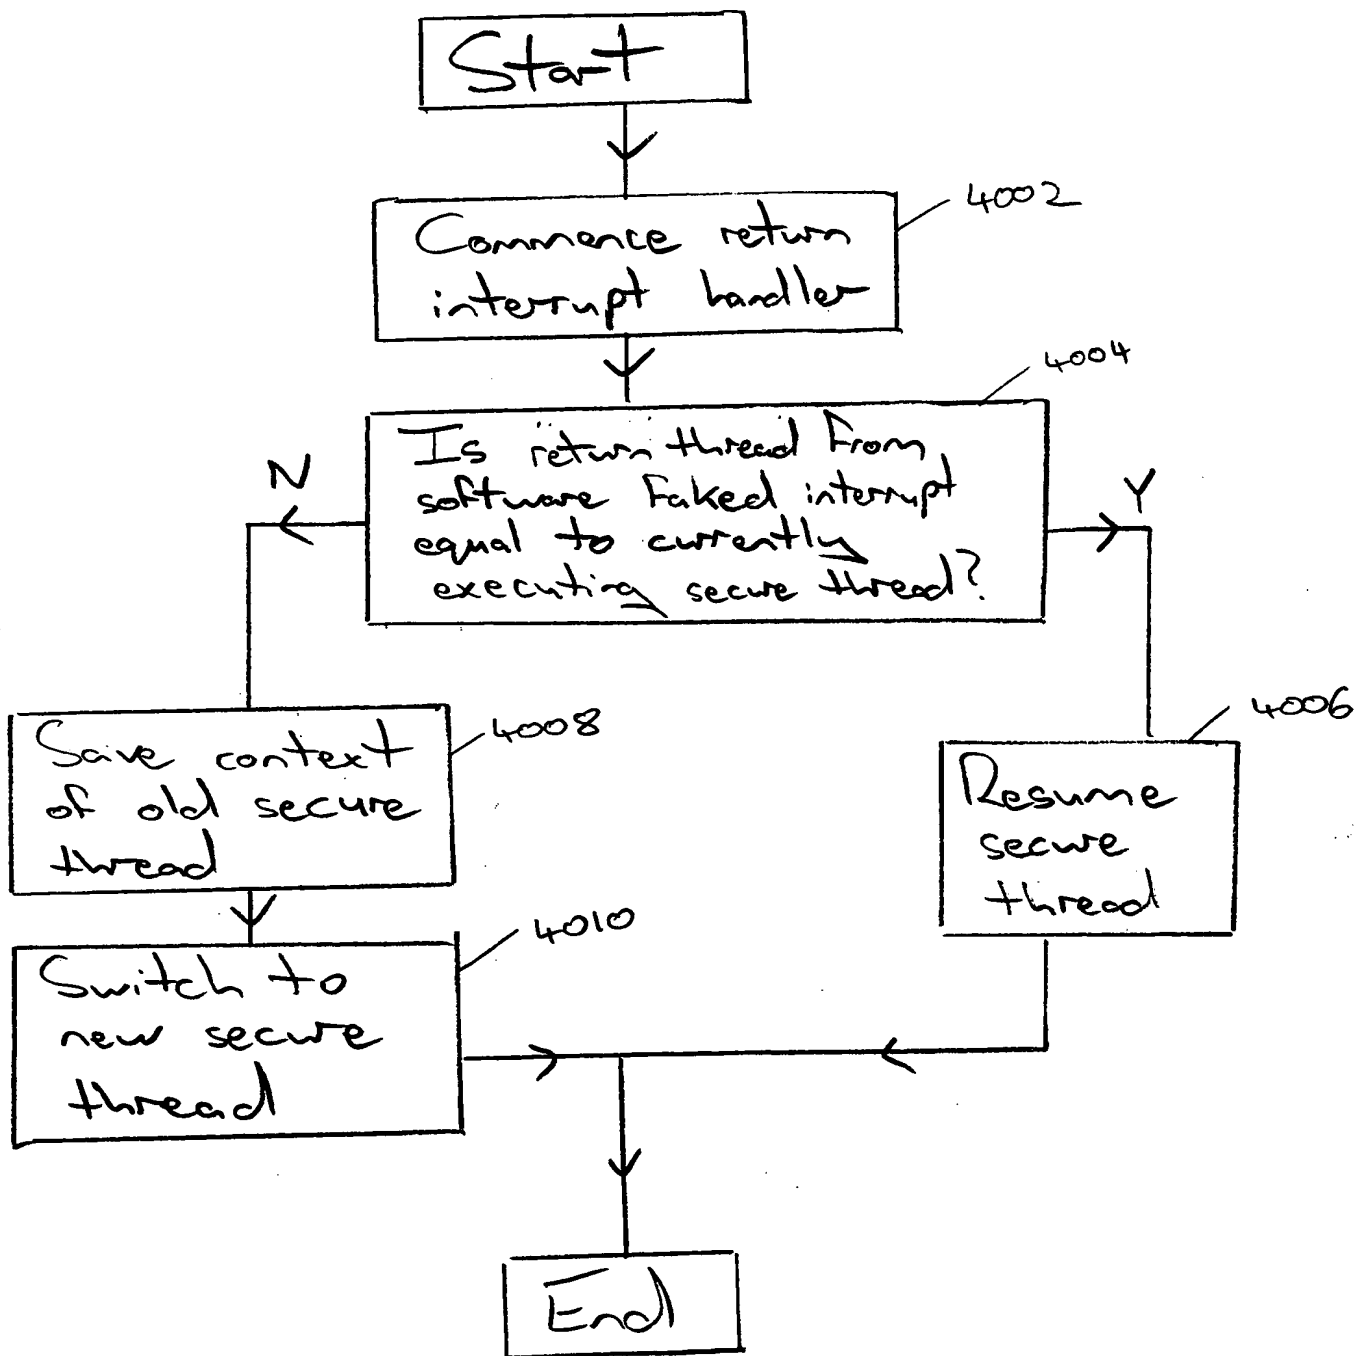 Start
Commence return
interrupt handler
4002
4004
Is return thread from
software faked interrupt
equal to currently
executing secure thread?
N
Y
Save context
of old secure
thread
4008
4006
Resume
secure
thread
Switch to
new secure
thread
4010
End